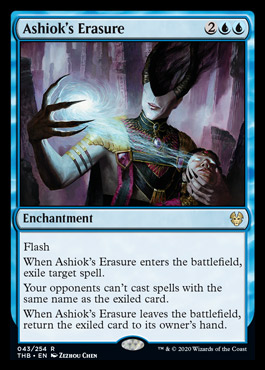 Ashiok's Erasure 2
Enchantment
Flash
When Ashiok's Erasure enters the battlefield,
exile target spell.
Your opponents can't cast spells with the
same name as the exiled card.
When Ashiok's Erasure leaves the battlefield,
return the exiled card to its owner's hand.
043/254 R
THB • EN Zezhou Chen ™ & © 2020 Wizards of the Coast